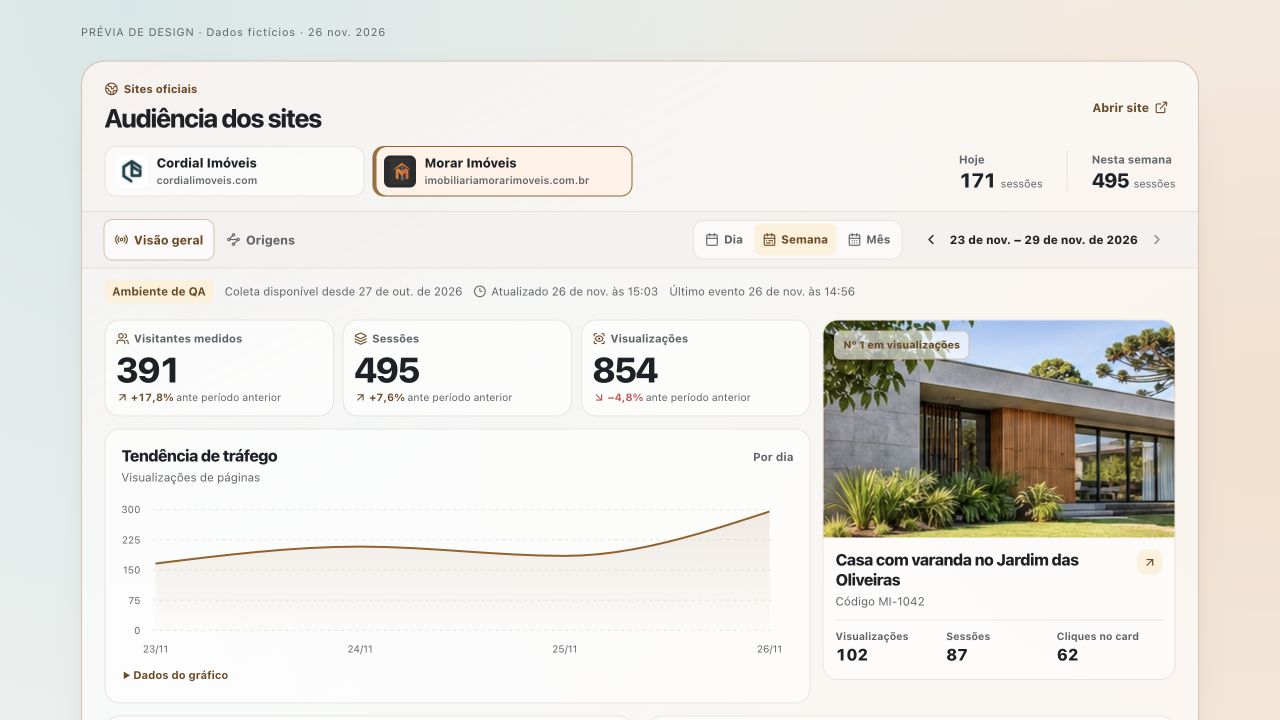 PRÉVIA DE DESIGN · Dados fictícios · 26 nov. 2026
Sites oficiais
Audiência dos sites
Abrir site
Cordial Imóveis
cordialimoveis.com
Morar Imóveis
imobiliariamorarimoveis.com.br
Hoje
171 sessões
Nesta semana
495 sessões
Visão geral
Origens
Dia
Semana
Mês
23 de nov. – 29 de nov. de 2026
Ambiente de QA
Coleta disponível desde 27 de out. de 2026
Atualizado 26 de nov. às 15:03
Último evento 26 de nov. às 14:56
Visitantes medidos
391
+17,8% ante período anterior
Sessões
495
+7,6% ante período anterior
Visualizações
854
−4,8% ante período anterior
Nº 1 em visualizações
Tendência de tráfego
Por dia
Visualizações de páginas
300
225
150
75
0
23/11
24/11
25/11
26/11
Dados do gráfico
Casa com varanda no Jardim das
Oliveiras
Código MI-1042
Visualizações
102
Sessões
87
Cliques no card
62